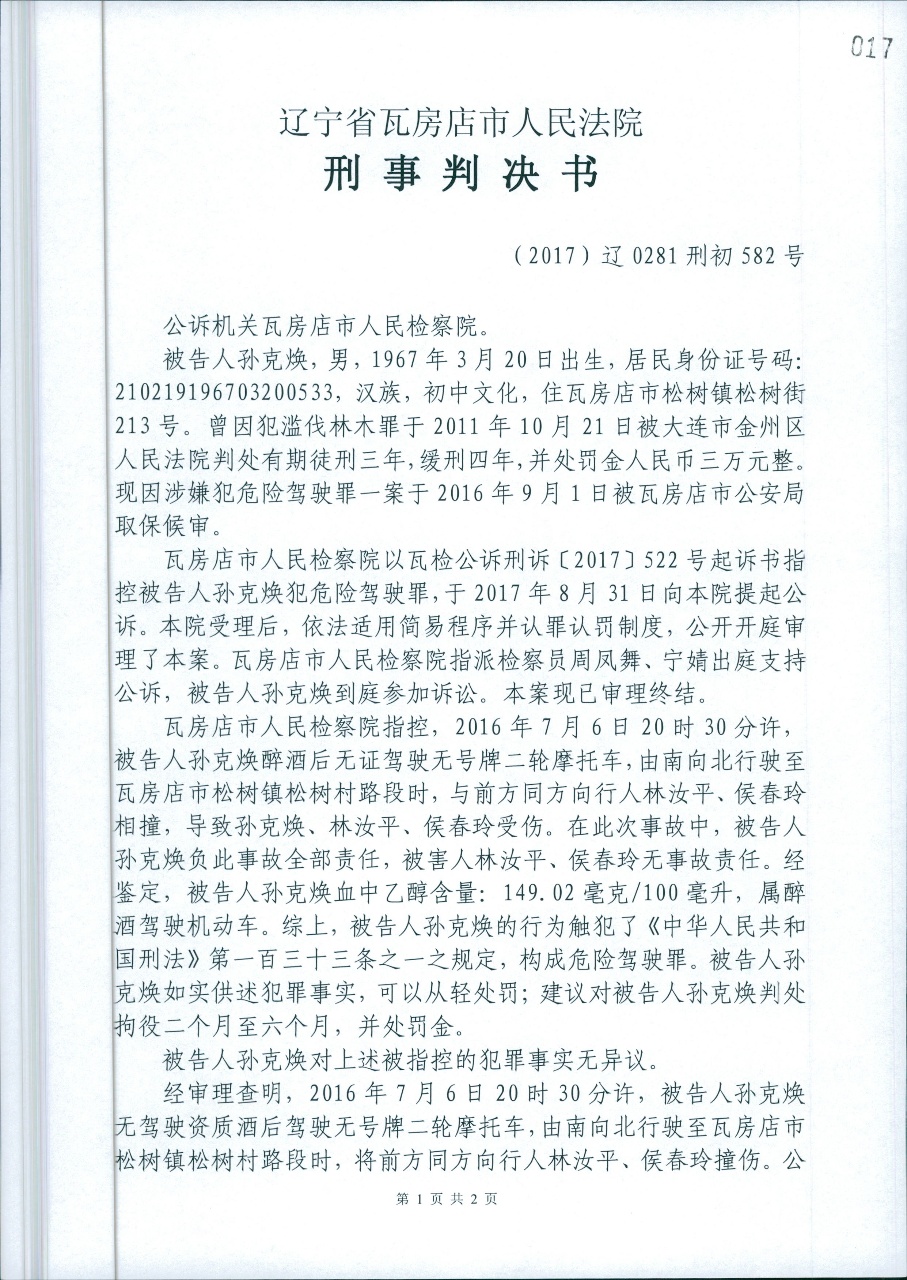 017
辽宁省瓦房店市人民法院
刑事判决书
（2017）辽 0281 刑初 582 号
公诉机关瓦房店市人民检察院。
被告人孙克焕，男，1967 年 3 月 20 日出生，居民身份证号码：
210219196703200533，汉族，初中文化，住瓦房店市松树镇松树街
213 号。曾因犯滥伐林木罪于 2011 年 10 月 21 日被大连市金州区
人民法院判处有期徒刑三年，缓刑四年，并处罚金人民币三万元整。
现因涉嫌犯危险驾驶罪一案于 2016 年 9 月 1 日被瓦房店市公安局
取保候审。
瓦房店市人民检察院以瓦检公诉刑诉〔2017〕522 号起诉书指
控被告人孙克焕犯危险驾驶罪，于 2017 年 8 月 31 日向本院提起公
诉。本院受理后，依法适用简易程序并认罪认罚制度，公开开庭审
理了本案。瓦房店市人民检察院指派检察员周凤舞、宁婧出庭支持
公诉，被告人孙克焕到庭参加诉讼。本案现已审理终结。
瓦房店市人民检察院指控，2016 年 7 月 6 日 20 时 30 分许，
被告人孙克焕醉酒后无证驾驶无号牌二轮摩托车，由南向北行驶至
瓦房店市松树镇松树村路段时，与前方同方向行人林汝平、侯春玲
相撞，导致孙克焕、林汝平、侯春玲受伤。在此次事故中，被告人
孙克焕负此事故全部责任，被害人林汝平、侯春玲无事故责任。经
鉴定，被告人孙克焕血中乙醇含量：149.02 毫克/100 毫升，属醉
酒驾驶机动车。综上，被告人孙克焕的行为触犯了《中华人民共和
国刑法》第一百三十三条之一之规定，构成危险驾驶罪。被告人孙
克焕如实供述犯罪事实，可以从轻处罚；建议对被告人孙克焕判处
拘役二个月至六个月，并处罚金。
被告人孙克焕对上述被指控的犯罪事实无异议。
经审理查明，2016 年 7 月 6 日 20 时 30 分许，被告人孙克焕
无驾驶资质酒后驾驶无号牌二轮摩托车，由南向北行驶至瓦房店市
松树镇松树村路段时，将前方同方向行人林汝平、侯春玲撞伤。公
第 1 页 共 2 页